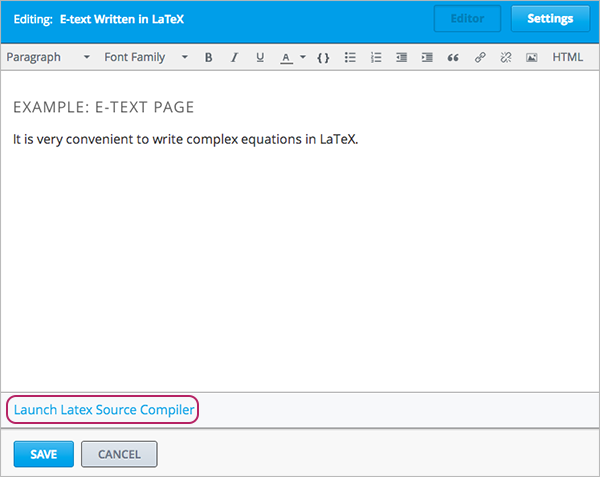 Editing: E-text Written in LaTeX Editor Settings
Paragraph Font Family B I U A {} HTML
EXAMPLE: E-TEXT PAGE
It is very convenient to write complex equations in LaTeX.
Launch Latex Source Compiler
SAVE CANCEL